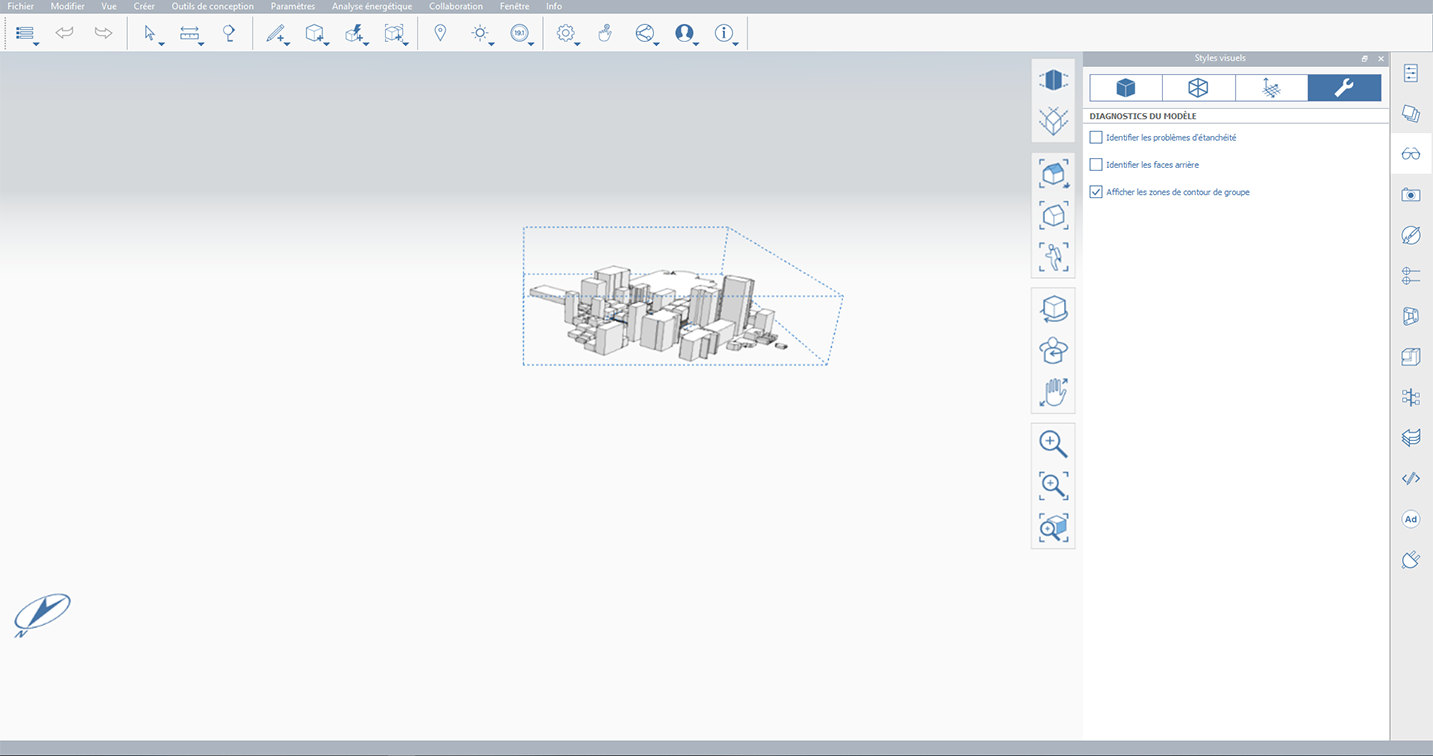 Fichier Modifier Vue Créer Outils de conception Paramètres Analyse énergétique Collaboration Fenêtre Info
19.1
Styles visuels
DIAGNOSTICS DU MODÈLE
Identifier les problèmes d'étanchéité
Identifier les faces arrière
Afficher les zones de contour de groupe
Ad
N